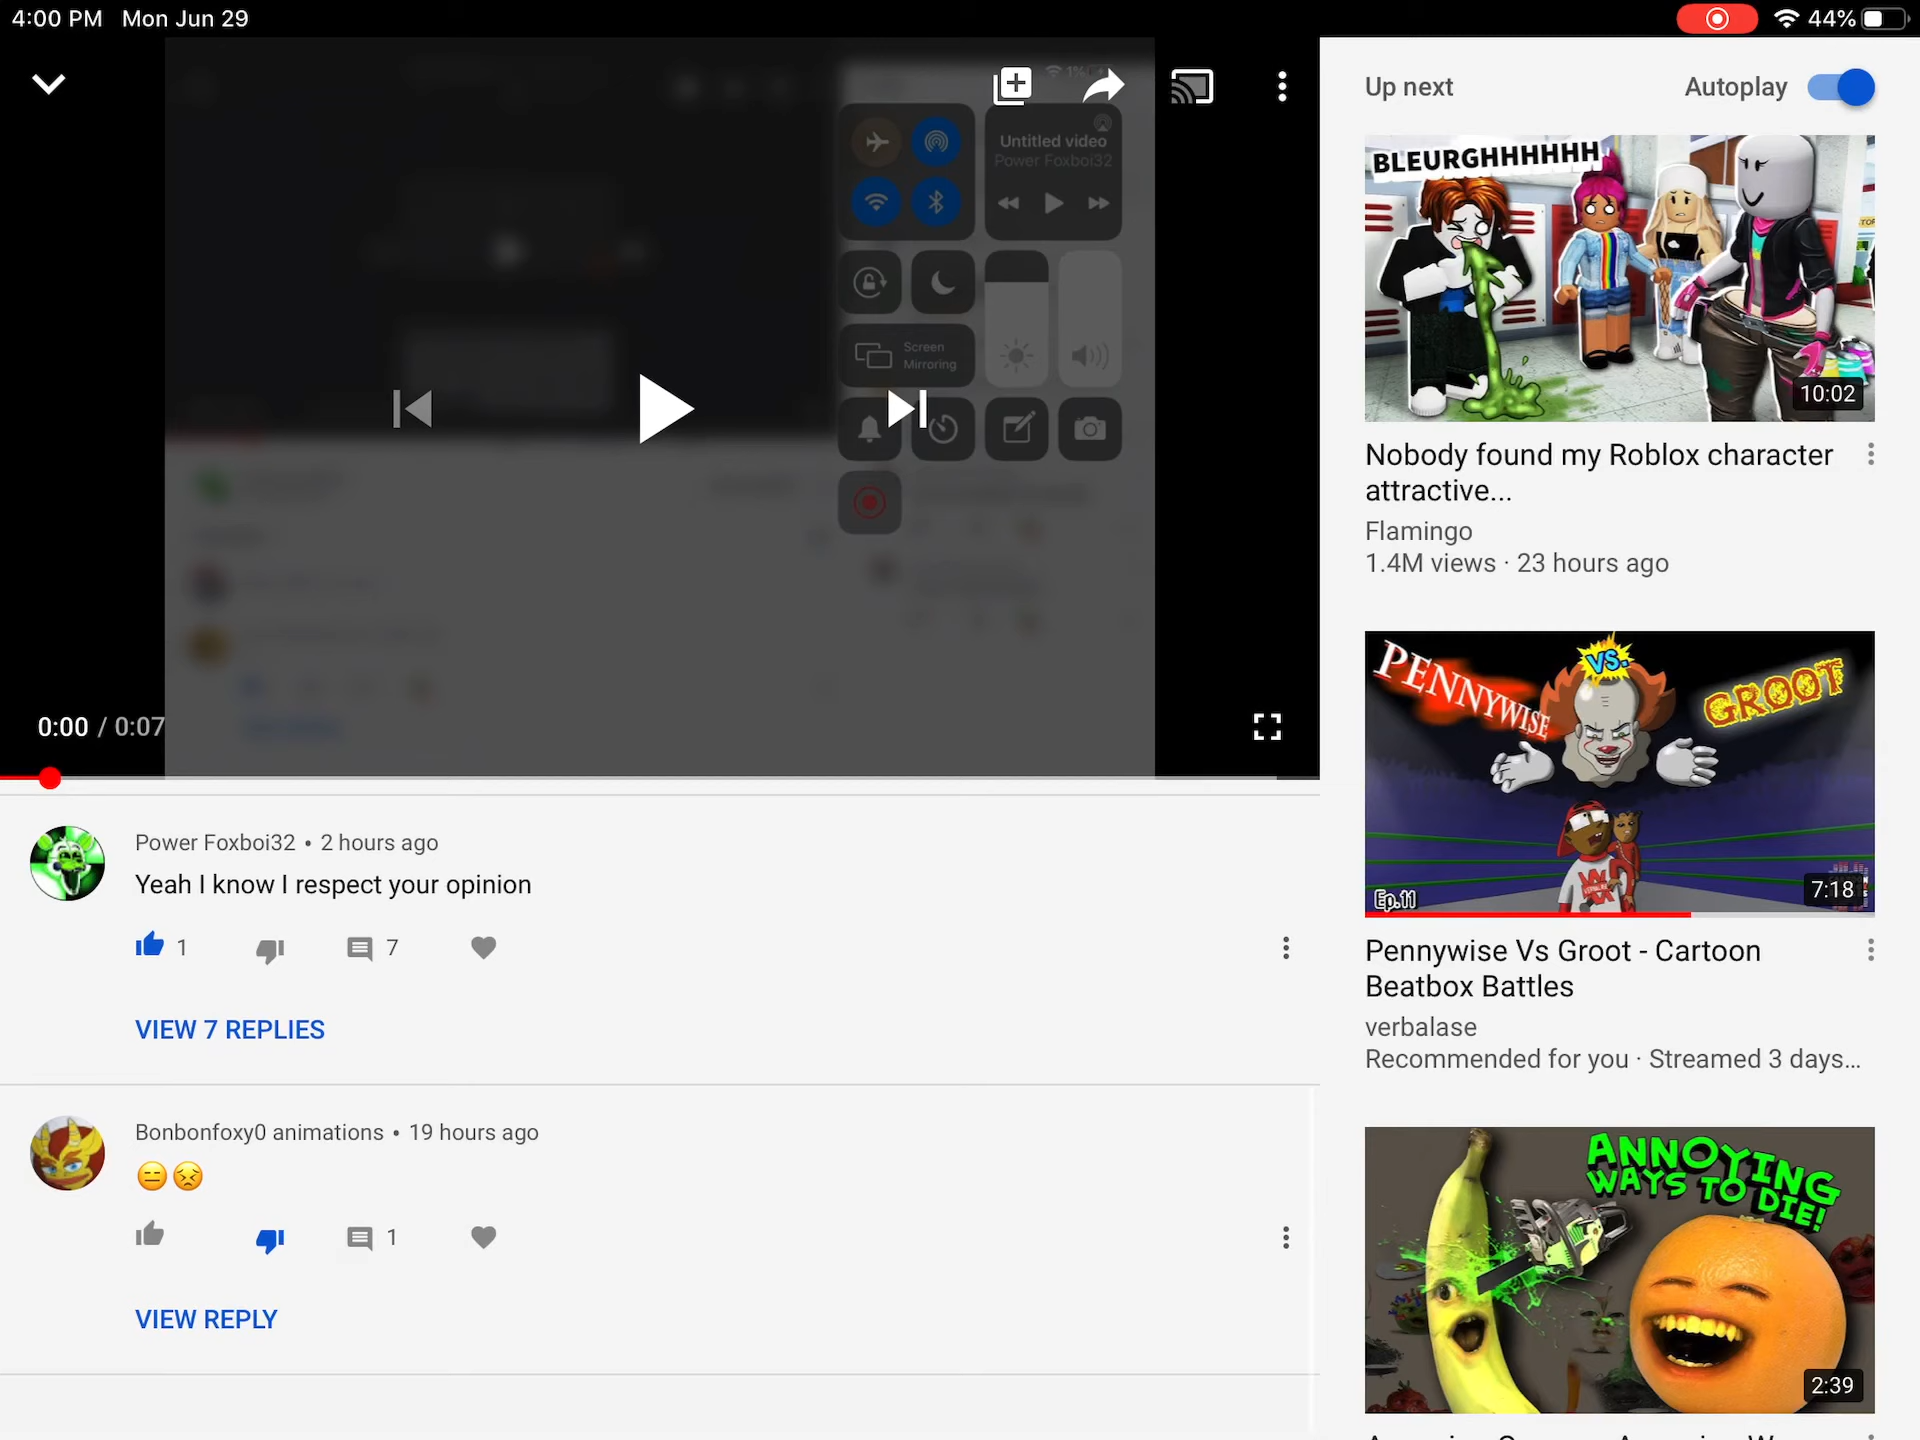 4:00 PM Mon Jun 29
44%
Untitled video
Power Foxboi32
Screen
Mirroring
0:00 / 0:07
Up next
Autoplay
BLEURGHHHHHH
10:02
Nobody found my Roblox character
attractive...
Flamingo
1.4M views · 23 hours ago
PENNYWISE
VS.
GROOT
Ep.11
7:18
Pennywise Vs Groot - Cartoon
Beatbox Battles
verbalase
Recommended for you · Streamed 3 days...
ANNOYING
WAYS TO DIE!
2:39
Power Foxboi32 • 2 hours ago
Yeah I know I respect your opinion
1
7
VIEW 7 REPLIES
Bonbonfoxy0 animations • 19 hours ago
😑😣
1
VIEW REPLY